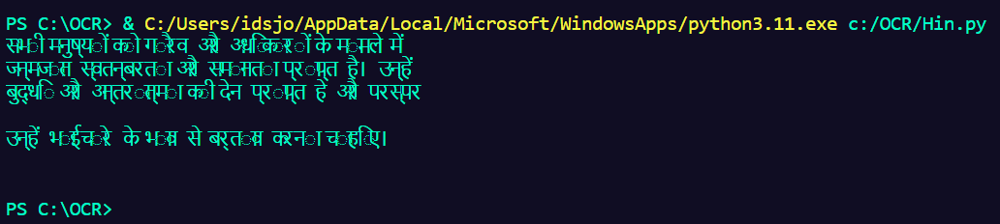 PS C:\OCR> & C:/Users/idsjo/AppData/Local/Microsoft/WindowsApps/python3.11.exe c:/OCR/Hin.py
सभी मनुष्यों को गौरव और अधिकारों के मामले में
जन्मजात स्वतन्बरता और समानता प्राप्त है। उन्हें
बुद्धि और अन्तरात्मा की देन प्राप्त हे और परस्पर
उन्हें भाईचारे के भाव से बर्ताव करना चाहिए।
PS C:\OCR>